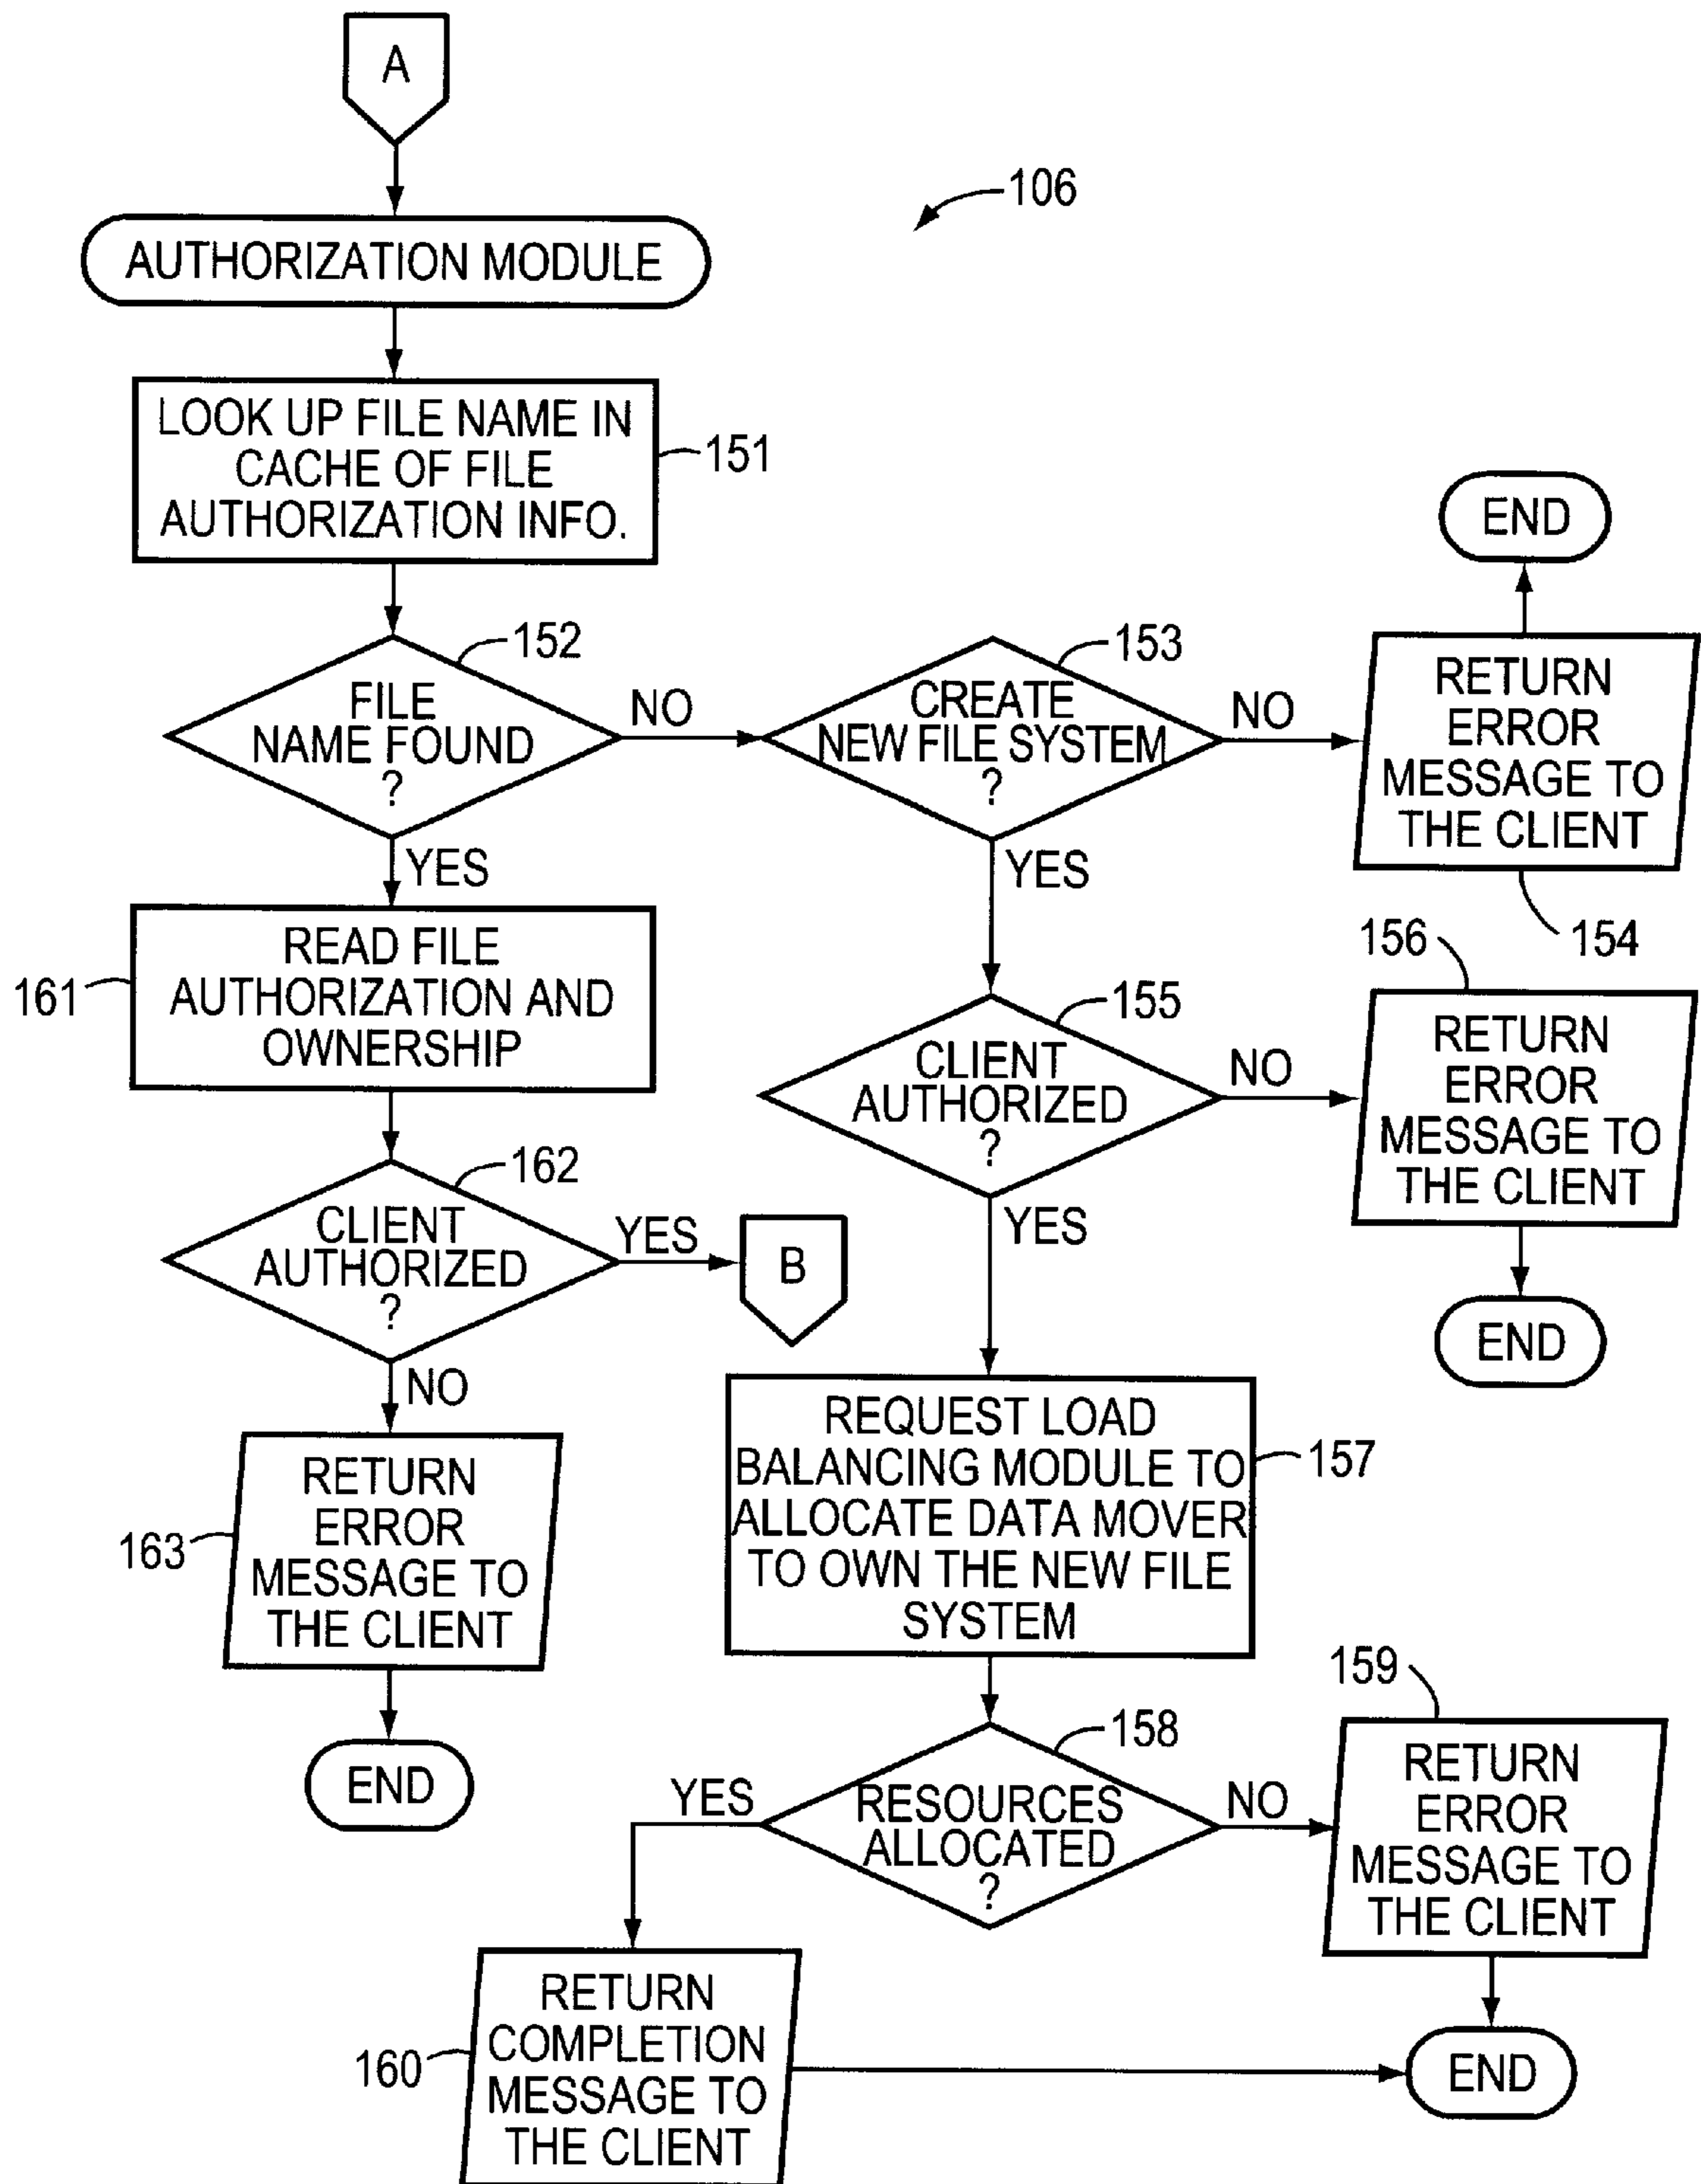 A
106
AUTHORIZATION MODULE
LOOK UP FILE NAME IN
CACHE OF FILE
AUTHORIZATION INFO.
151
END
152
FILE
NAME FOUND
?
NO
153
CREATE
NEW FILE SYSTEM
?
NO
RETURN
ERROR
MESSAGE TO
THE CLIENT
154
YES
YES
161
READ FILE
AUTHORIZATION AND
OWNERSHIP
155
CLIENT
AUTHORIZED
?
NO
156
RETURN
ERROR
MESSAGE TO
THE CLIENT
END
162
CLIENT
AUTHORIZED
?
YES
B
YES
NO
163
RETURN
ERROR
MESSAGE TO
THE CLIENT
END
REQUEST LOAD
BALANCING MODULE TO
ALLOCATE DATA MOVER
TO OWN THE NEW FILE
SYSTEM
157
158
YES
RESOURCES
ALLOCATED
?
NO
159
RETURN
ERROR
MESSAGE TO
THE CLIENT
160
RETURN
COMPLETION
MESSAGE TO
THE CLIENT
END